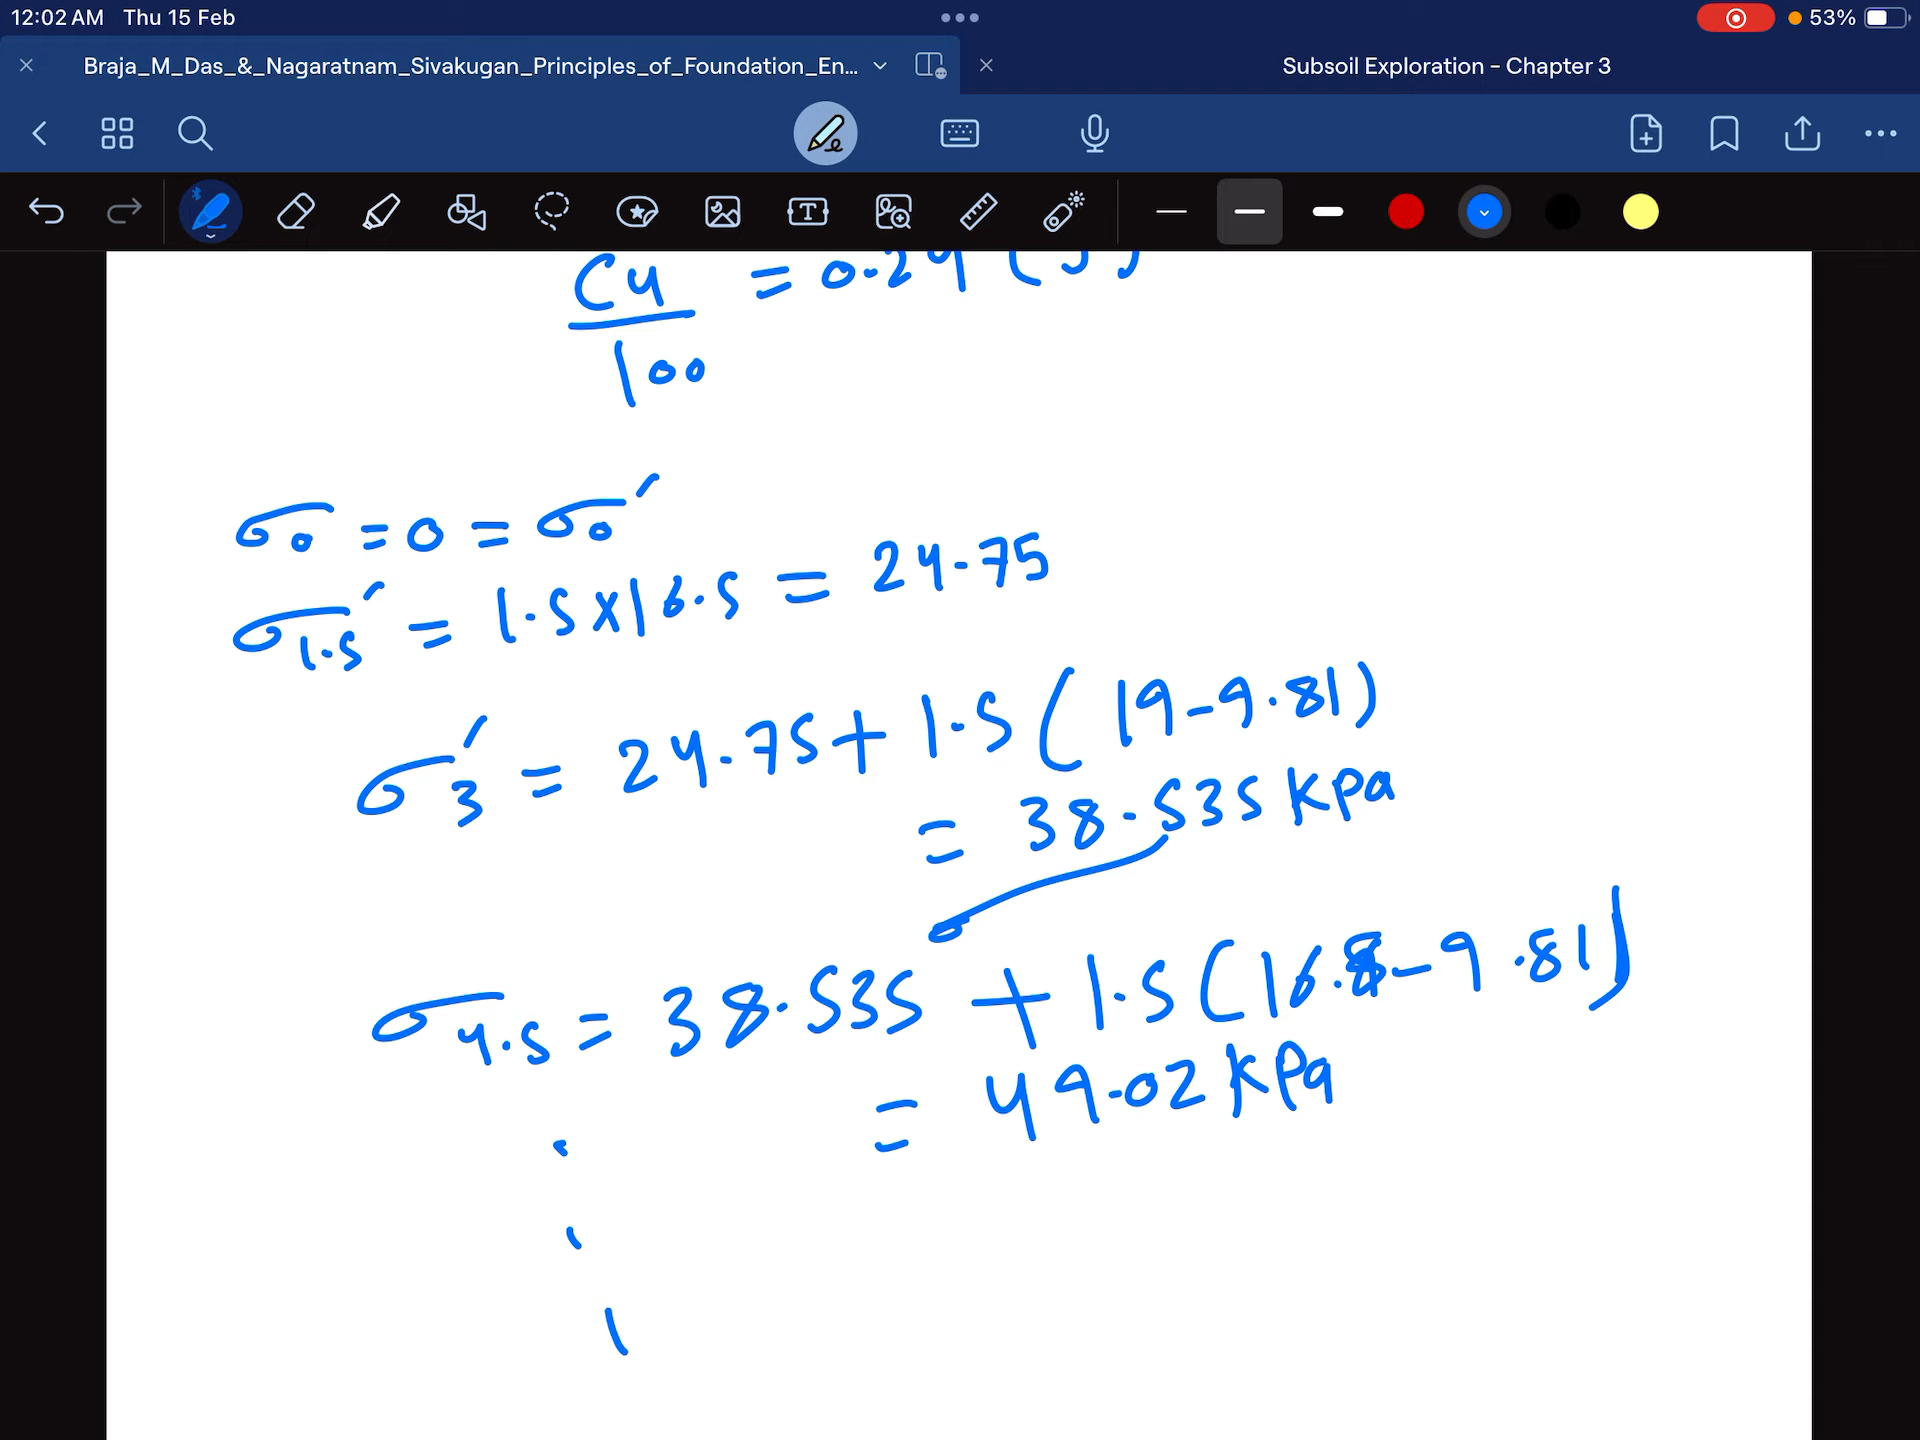 12:02 AM Thu 15 Feb
53%
Braja_M_Das_&_Nagaratnam_Sivakugan_Principles_of_Foundation_En...
Subsoil Exploration - Chapter 3
Cu/100 = 0.29 ( )
σ₀ = 0 = σ₀′
σ₁.₅′ = 1.5 x 16.5 = 24.75
σ₃′ = 24.75 + 1.5 (19 - 9.81)
= 38.535 kpa
σ₄.₅ = 38.535 + 1.5 (16.8 - 9.81)
= 49.02 kPa